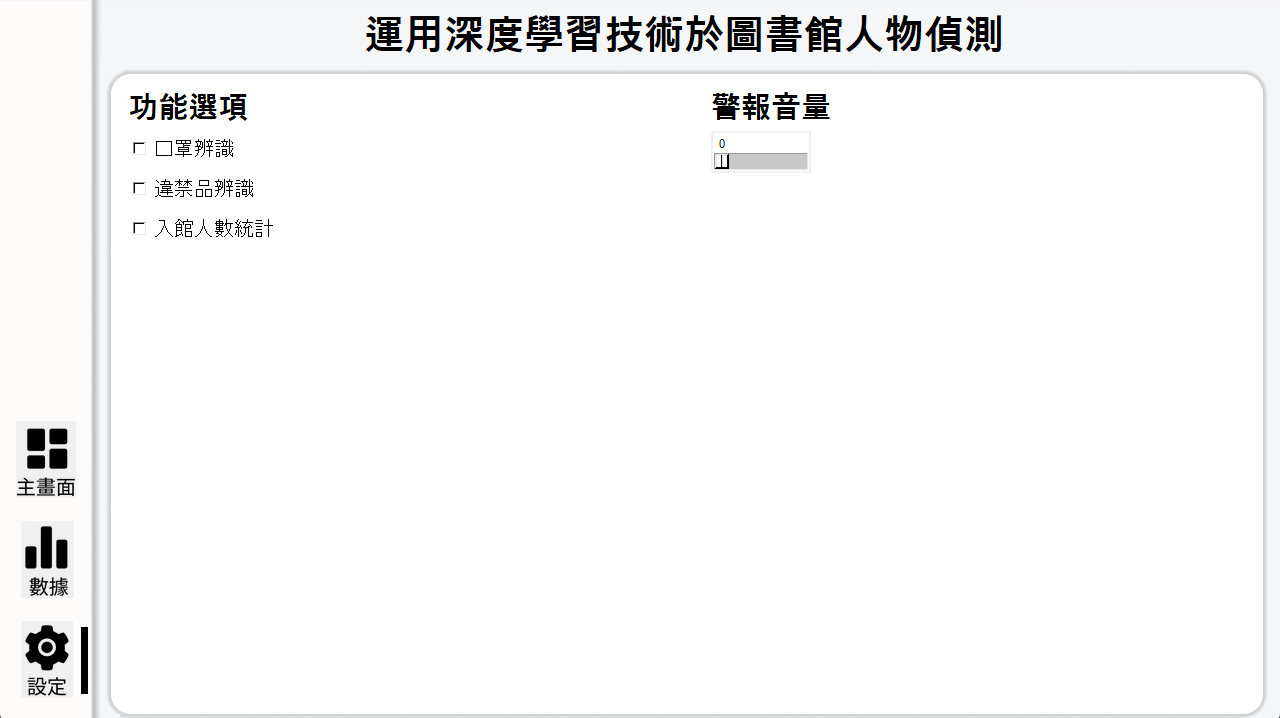 運用深度學習技術於圖書館人物偵測
功能選項
口罩辨識
違禁品辨識
入館人數統計
警報音量
0
主畫面
數據
設定